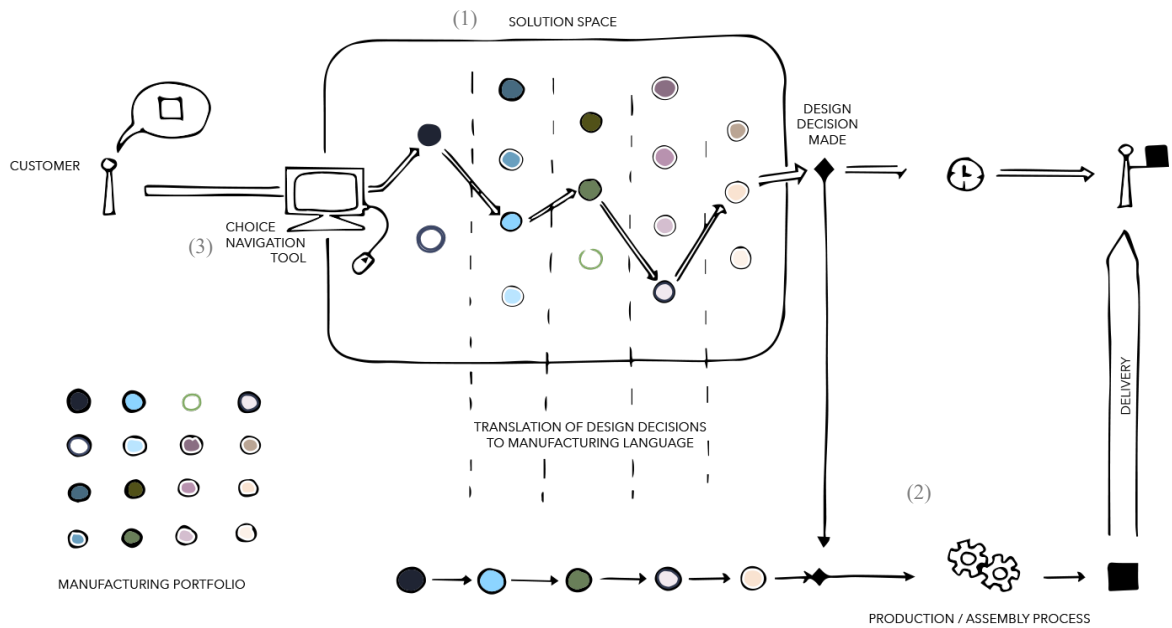 (1)
SOLUTION SPACE
CUSTOMER
DESIGN
DECISION
MADE
(3)
CHOICE
NAVIGATION
TOOL
DELIVERY
TRANSLATION OF DESIGN DECISIONS
TO MANUFACTURING LANGUAGE
(2)
MANUFACTURING PORTFOLIO
PRODUCTION / ASSEMBLY PROCESS